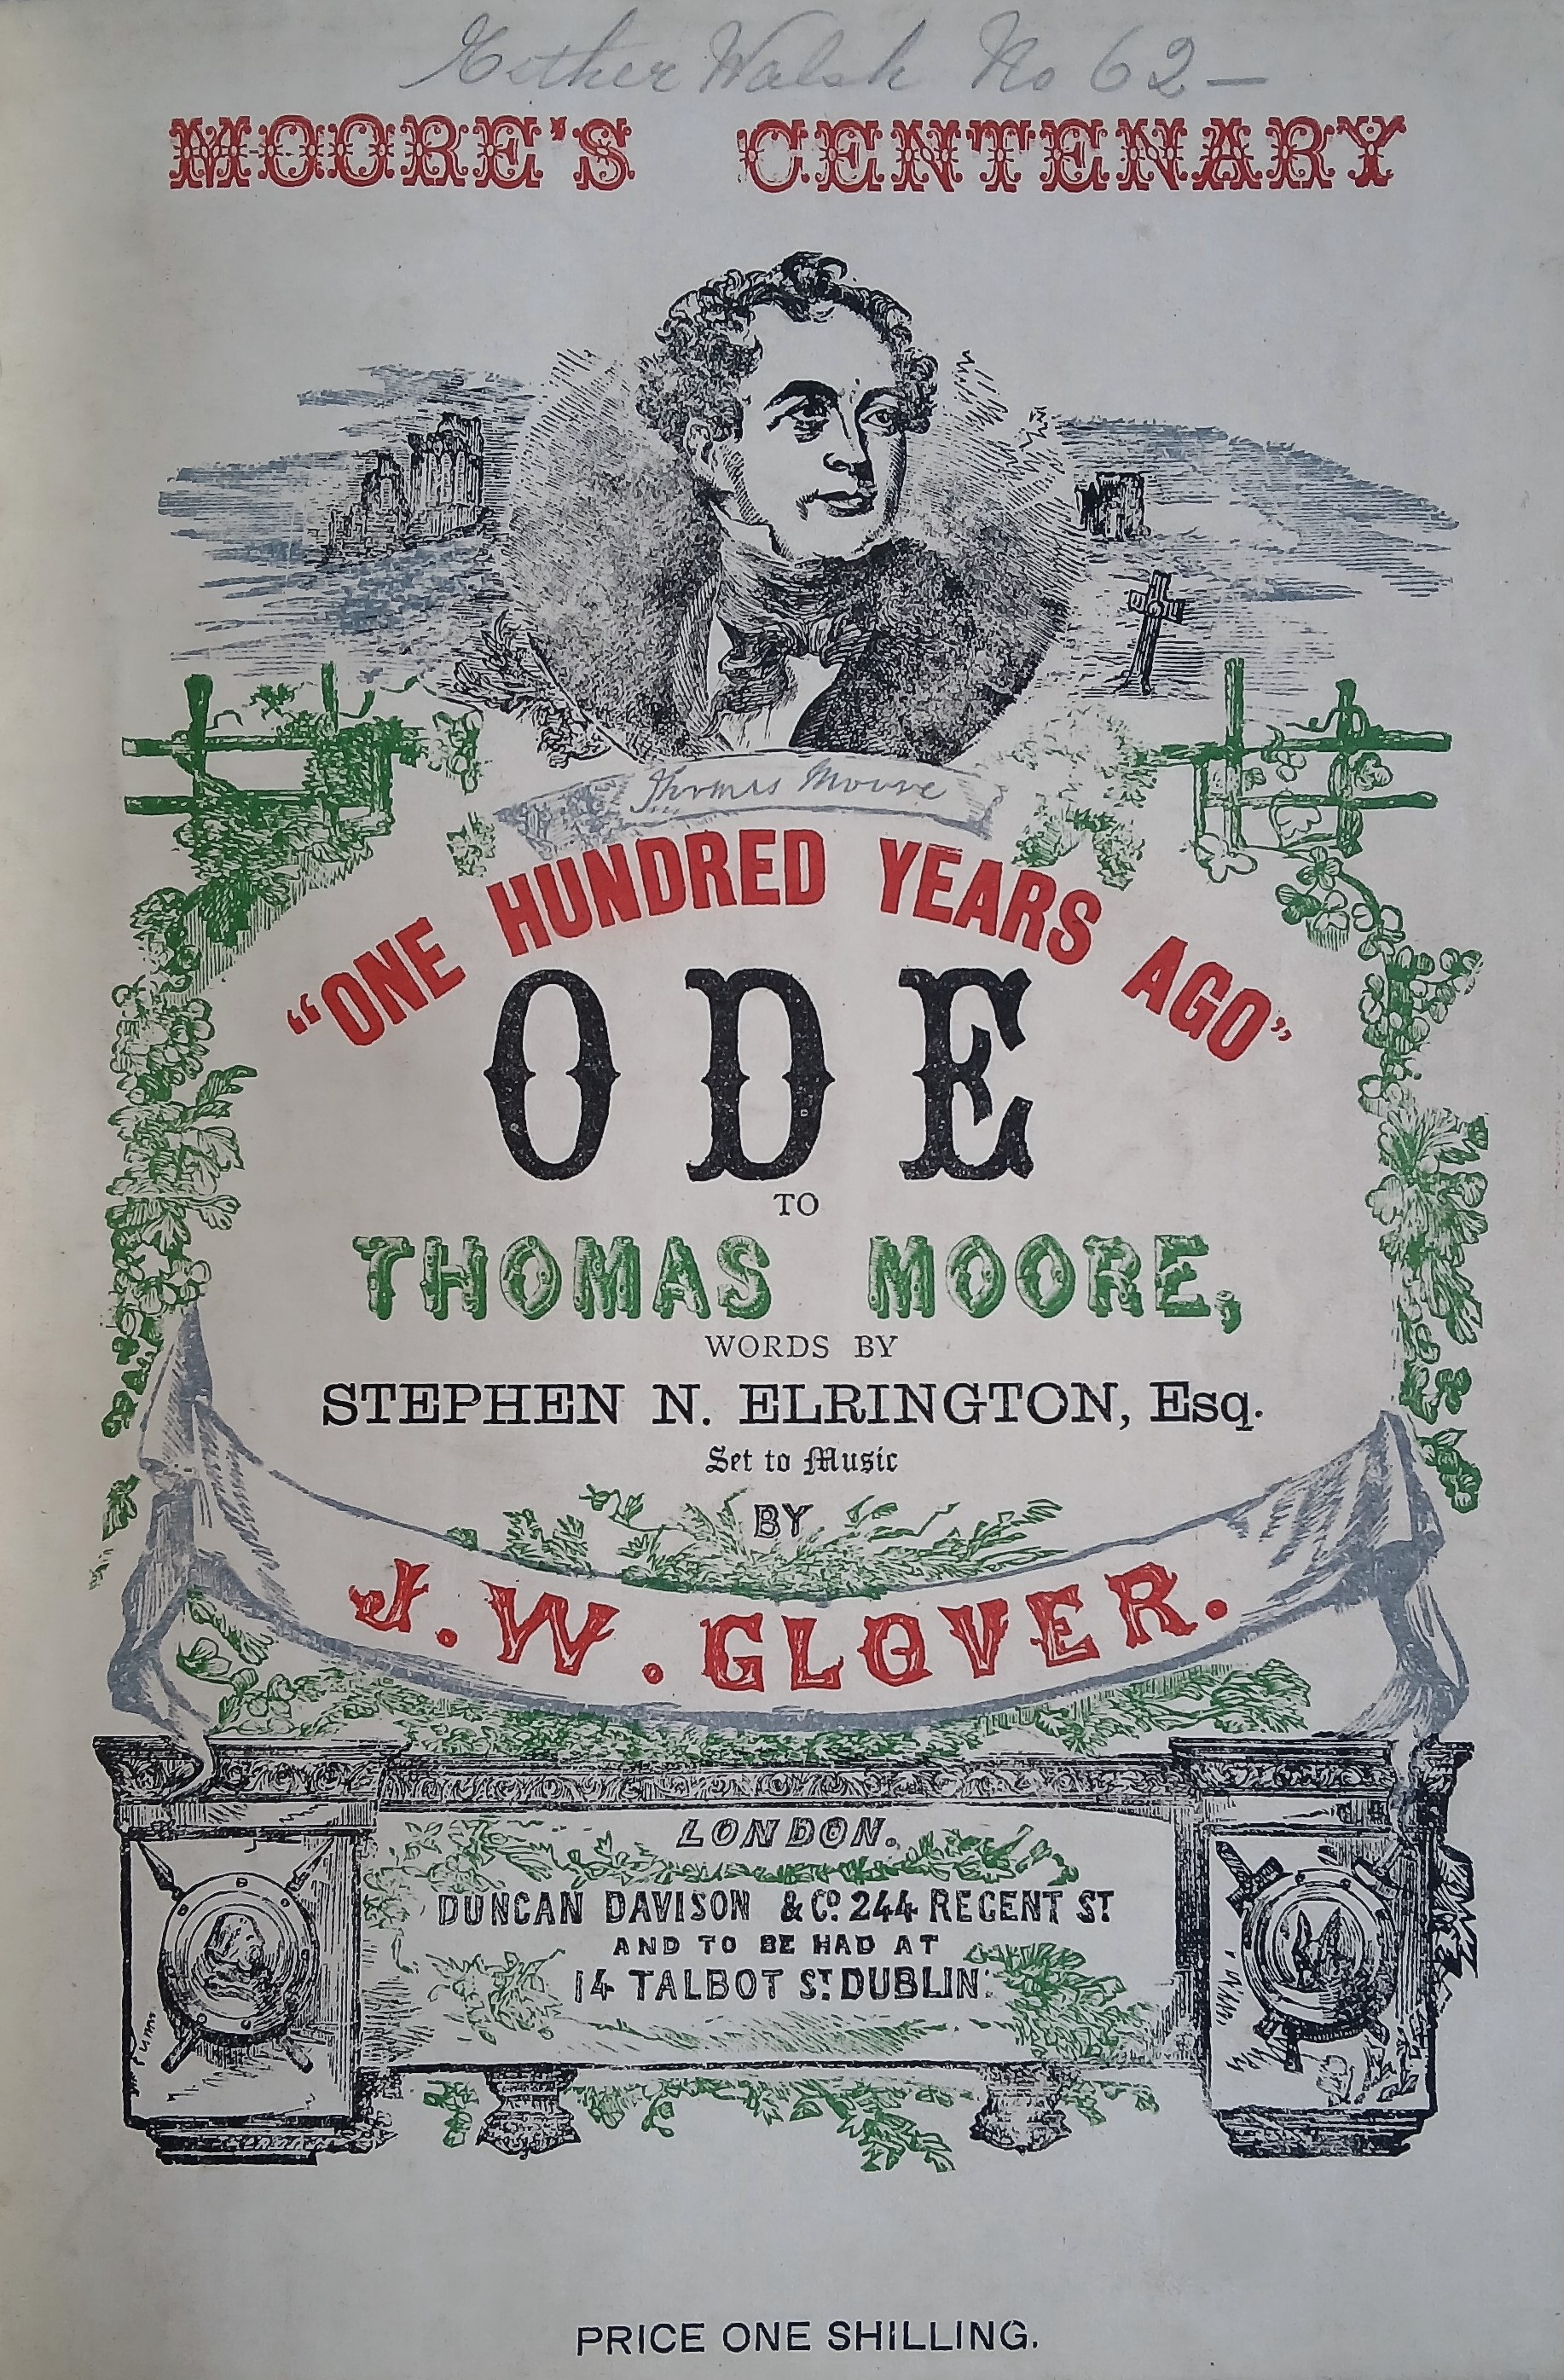 Walsh No 62 –
MOORE'S CENTENARY
Thomas Moore
"ONE HUNDRED YEARS AGO"
ODE
TO
THOMAS MOORE,
WORDS BY
STEPHEN N. ELRINGTON, Esq.
Set to Music
BY
J. W. GLOVER.
LONDON.
DUNCAN DAVISON & Co. 244 REGENT ST
AND TO BE HAD AT
14 TALBOT ST. DUBLIN.
PRICE ONE SHILLING.